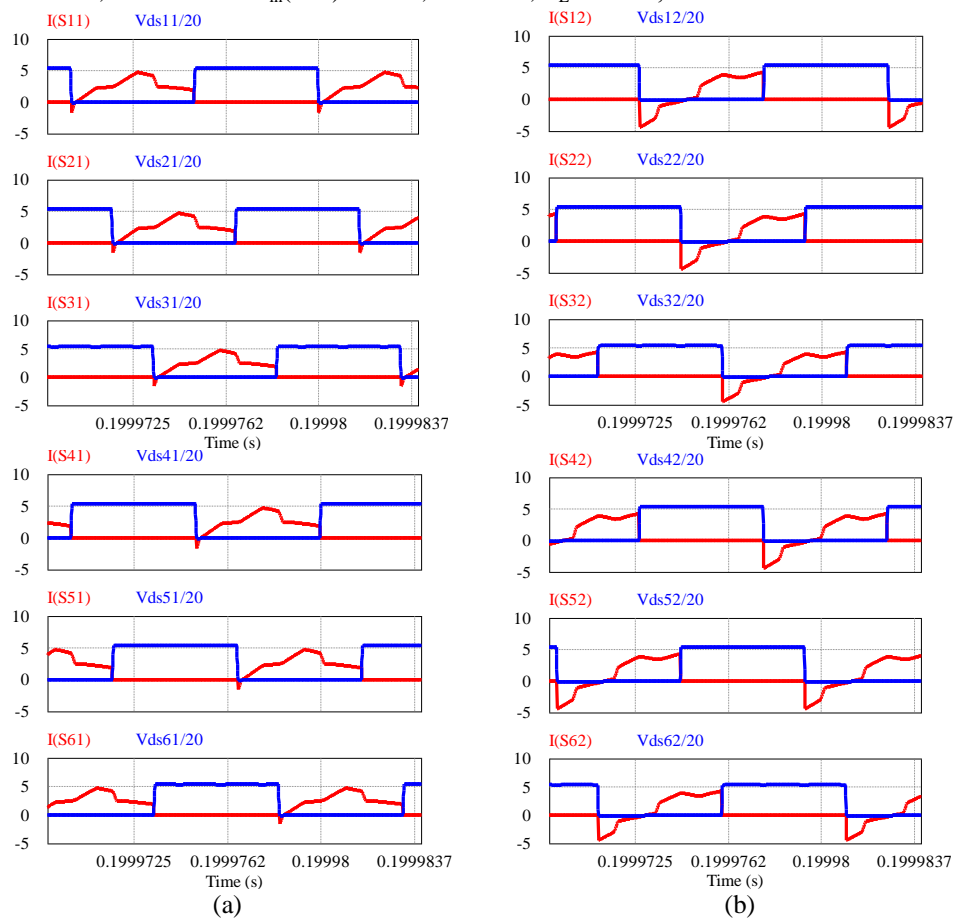 I(S11) Vds11/20
10
5
0
-5
I(S21) Vds21/20
10
5
0
-5
I(S31) Vds31/20
10
5
0
-5
0.1999725 0.1999762 0.19998 0.1999837
Time (s)
I(S41) Vds41/20
10
5
0
-5
I(S51) Vds51/20
10
5
0
-5
I(S61) Vds61/20
10
5
0
-5
0.1999725 0.1999762 0.19998 0.1999837
Time (s)
(a)
I(S12) Vds12/20
10
5
0
-5
I(S22) Vds22/20
10
5
0
-5
I(S32) Vds32/20
10
5
0
-5
0.1999725 0.1999762 0.19998 0.1999837
Time (s)
I(S42) Vds42/20
10
5
0
-5
I(S52) Vds52/20
10
5
0
-5
I(S62) Vds62/20
10
5
0
-5
0.1999725 0.1999762 0.19998 0.1999837
Time (s)
(b)